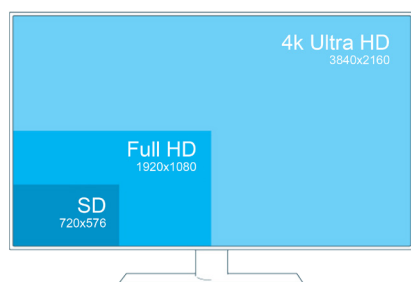 4k Ultra HD
3840x2160
Full HD
1920x1080
SD
720x576